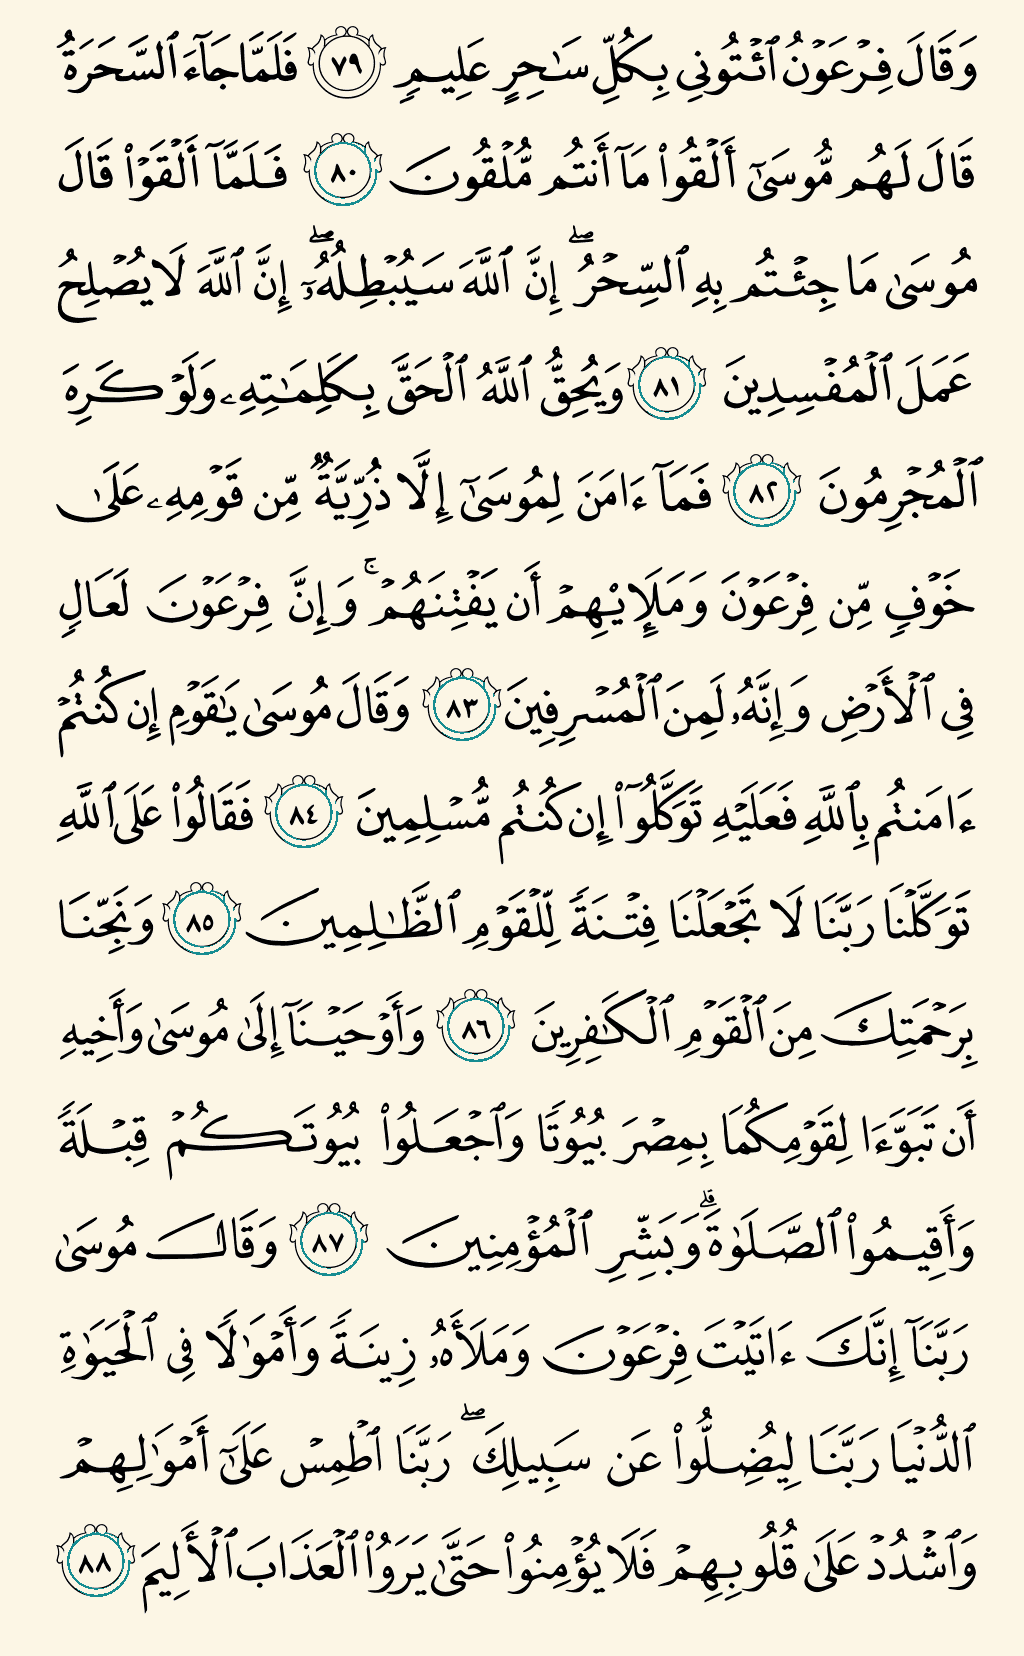 وَقَالَ فِرْعَوْنُ ٱئْتُونِى بِكُلِّ سَـٰحِرٍ عَلِيمٍ ٧٩ فَلَمَّا جَآءَ ٱلسَّحَرَةُ
قَالَ لَهُم مُّوسَىٰٓ أَلْقُوا۟ مَآ أَنتُم مُّلْقُونَ ٨٠ فَلَمَّآ أَلْقَوْا۟ قَالَ
مُوسَىٰ مَا جِئْتُم بِهِ ٱلسِّحْرُ ۖ إِنَّ ٱللَّهَ سَيُبْطِلُهُۥٓ ۖ إِنَّ ٱللَّهَ لَا يُصْلِحُ
عَمَلَ ٱلْمُفْسِدِينَ ٨١ وَيُحِقُّ ٱللَّهُ ٱلْحَقَّ بِكَلِمَـٰتِهِۦ وَلَوْ كَرِهَ
ٱلْمُجْرِمُونَ ٨٢ فَمَآ ءَامَنَ لِمُوسَىٰٓ إِلَّا ذُرِّيَّةٌ مِّن قَوْمِهِۦ عَلَىٰ
خَوْفٍ مِّن فِرْعَوْنَ وَمَلَإِي۟هِمْ أَن يَفْتِنَهُمْ ۚ وَإِنَّ فِرْعَوْنَ لَعَالٍ
فِى ٱلْأَرْضِ وَإِنَّهُۥ لَمِنَ ٱلْمُسْرِفِينَ ٨٣ وَقَالَ مُوسَىٰ يَـٰقَوْمِ إِن كُنتُمْ
ءَامَنتُم بِٱللَّهِ فَعَلَيْهِ تَوَكَّلُوٓا۟ إِن كُنتُم مُّسْلِمِينَ ٨٤ فَقَالُوا۟ عَلَى ٱللَّهِ
تَوَكَّلْنَا رَبَّنَا لَا تَجْعَلْنَا فِتْنَةً لِّلْقَوْمِ ٱلظَّـٰلِمِينَ ٨٥ وَنَجِّنَا
بِرَحْمَتِكَ مِنَ ٱلْقَوْمِ ٱلْكَـٰفِرِينَ ٨٦ وَأَوْحَيْنَآ إِلَىٰ مُوسَىٰ وَأَخِيهِ
أَن تَبَوَّءَا لِقَوْمِكُمَا بِمِصْرَ بُيُوتًا وَٱجْعَلُوا۟ بُيُوتَكُمْ قِبْلَةً
وَأَقِيمُوا۟ ٱلصَّلَوٰةَ ۗ وَبَشِّرِ ٱلْمُؤْمِنِينَ ٨٧ وَقَالَ مُوسَىٰ
رَبَّنَآ إِنَّكَ ءَاتَيْتَ فِرْعَوْنَ وَمَلَأَهُۥ زِينَةً وَأَمْوَٰلًا فِى ٱلْحَيَوٰةِ
ٱلدُّنْيَا رَبَّنَا لِيُضِلُّوا۟ عَن سَبِيلِكَ ۖ رَبَّنَا ٱطْمِسْ عَلَىٰٓ أَمْوَٰلِهِمْ
وَٱشْدُدْ عَلَىٰ قُلُوبِهِمْ فَلَا يُؤْمِنُوا۟ حَتَّىٰ يَرَوُا۟ ٱلْعَذَابَ ٱلْأَلِيمَ ٨٨